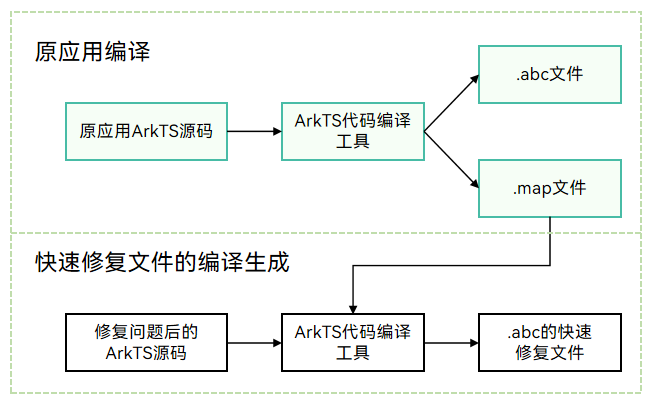 原应用编译
.abc文件
原应用ArkTS源码
ArkTS代码编译
工具
.map文件
快速修复文件的编译生成
修复问题后的
ArkTS源码
ArkTS代码编译
工具
.abc的快速
修复文件